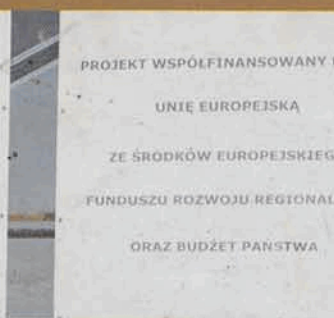 PROJEKT WSPÓŁFINANSOWANY
UNIĘ EUROPEJSKĄ
ZE ŚRODKÓW EUROPEJSKIEG
FUNDUSZU ROZWOJU REGIONAL
ORAZ BUDŻET PAŃSTWA